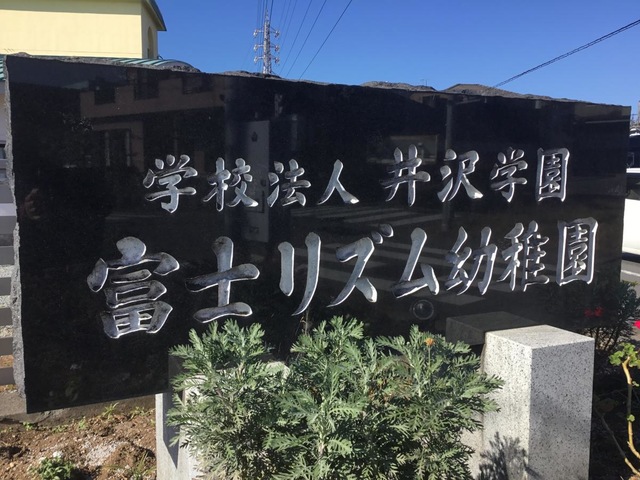 学校法人 井沢学園
富士リズム幼稚園